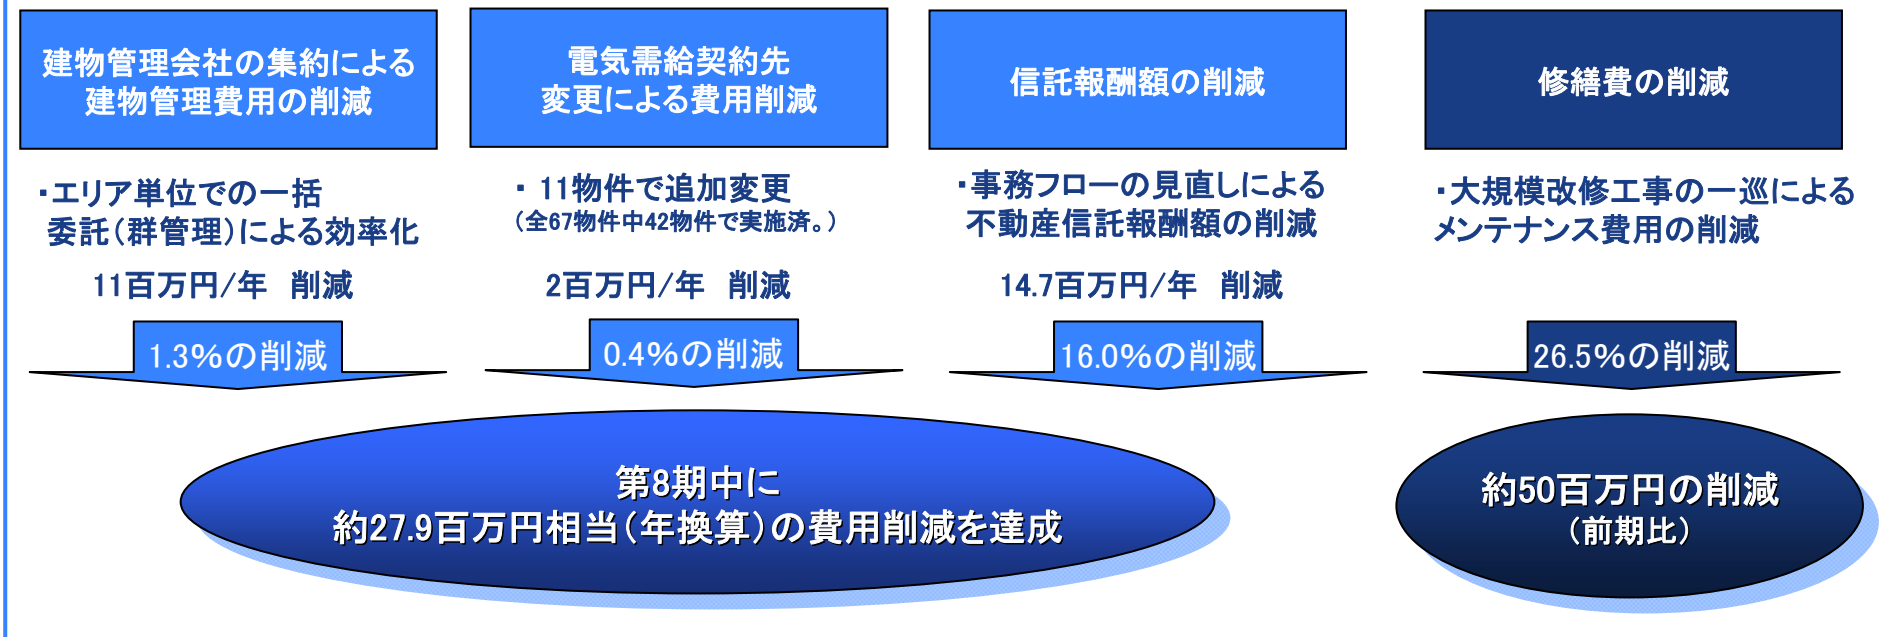 建物管理会社の集約による
建物管理費用の削減
・エリア単位での一括
委託（群管理）による効率化
11百万円/年　削減
1.3%の削減
電気需給契約先
変更による費用削減
・ 11物件で追加変更
（全67物件中42物件で実施済。）
2百万円/年　削減
0.4%の削減
信託報酬額の削減
・事務フローの見直しによる
不動産信託報酬額の削減
14.7百万円/年　削減
16.0%の削減
第8期中に
約27.9百万円相当（年換算）の費用削減を達成
修繕費の削減
・大規模改修工事の一巡による
メンテナンス費用の削減
26.5%の削減
約50百万円の削減
（前期比）